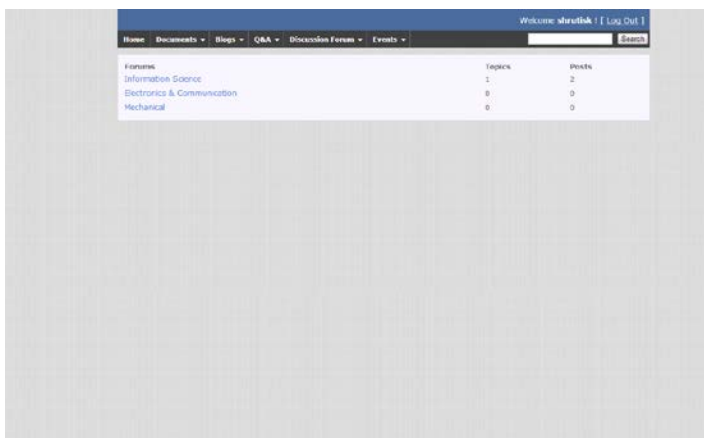 Welcome shrutisk ! [ Log Out ]
Home Documents Blogs Q&A Discussion Forum Events Search
Forums Topics Posts
Information Science 1 2
Electronics & Communication 0 0
Mechanical 0 0